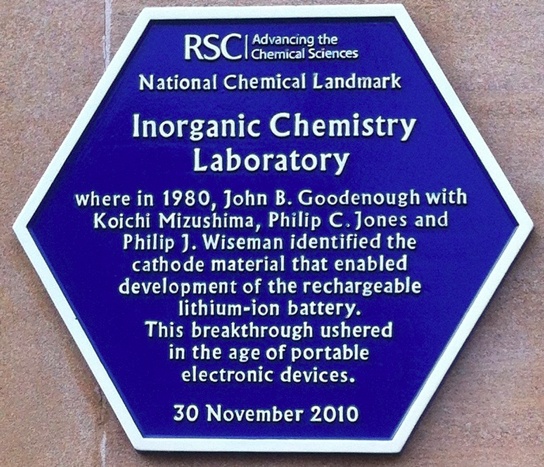 RSC | Advancing the
Chemical Sciences
National Chemical Landmark
Inorganic Chemistry
Laboratory
where in 1980, John B. Goodenough with
Koichi Mizushima, Philip C. Jones and
Philip J. Wiseman identified the
cathode material that enabled
development of the rechargeable
lithium-ion battery.
This breakthrough ushered
in the age of portable
electronic devices.
30 November 2010